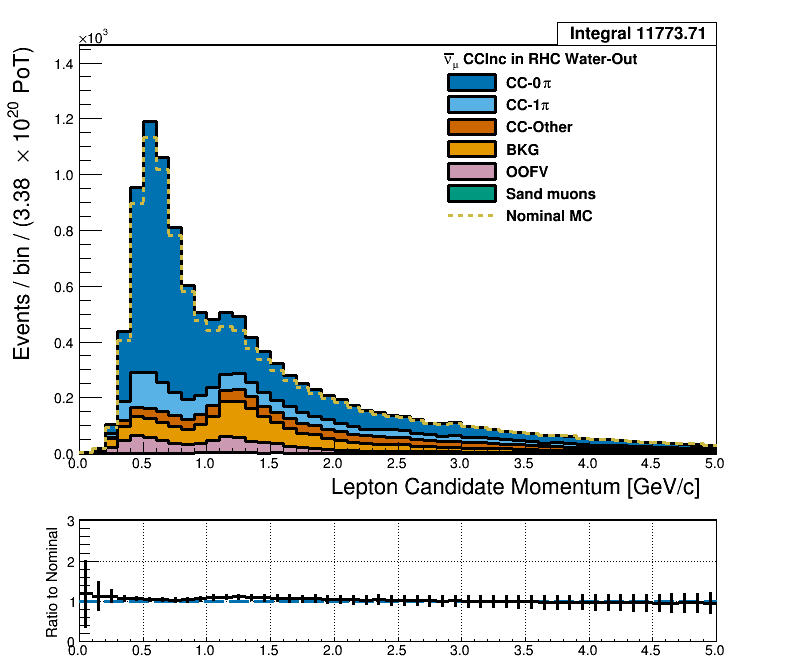 Integral 11773.71
×10³
ν̅μ CCInc in RHC Water-Out
CC-0π
CC-1π
CC-Other
BKG
OOFV
Sand muons
Nominal MC
Events / bin / (3.38 × 10²⁰ PoT)
1.4
1.2
1.0
0.8
0.6
0.4
0.2
0.0
0.0 0.5 1.0 1.5 2.0 2.5 3.0 3.5 4.0 4.5 5.0
Lepton Candidate Momentum [GeV/c]
Ratio to Nominal
3
2
1
0
0.0 0.5 1.0 1.5 2.0 2.5 3.0 3.5 4.0 4.5 5.0